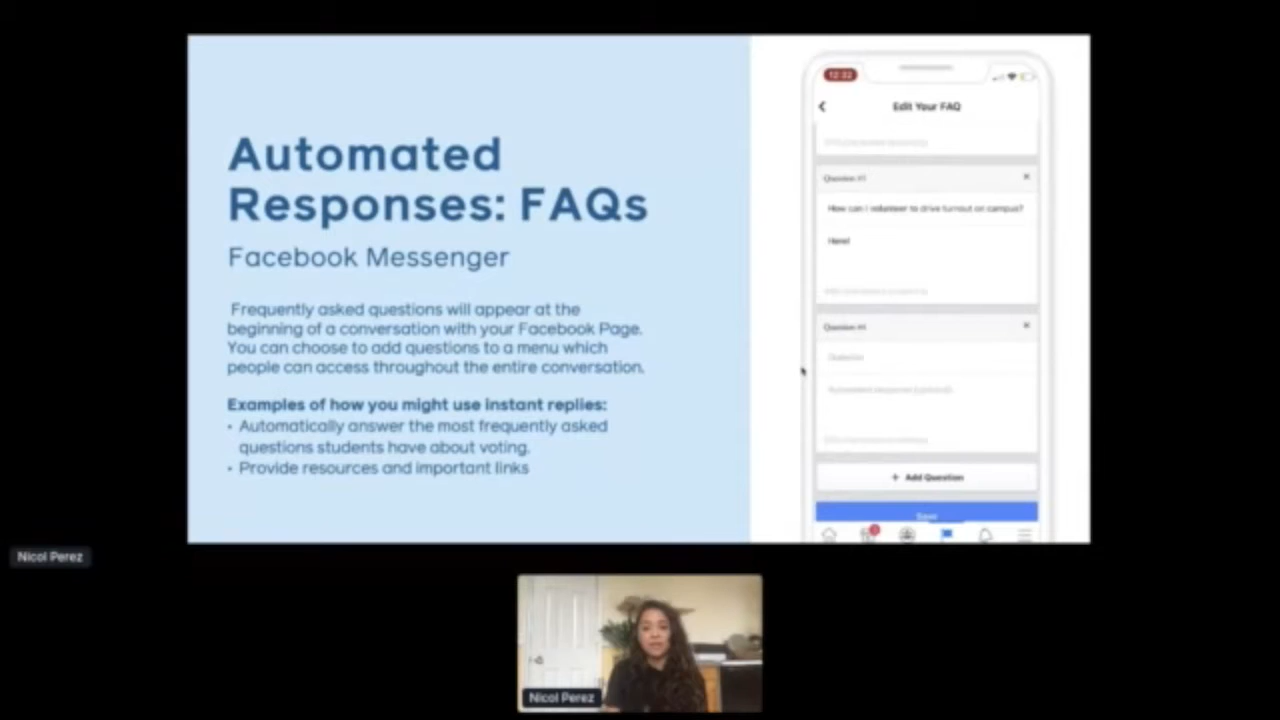 Automated
Responses: FAQs
Facebook Messenger
Frequently asked questions will appear at the
beginning of a conversation with your Facebook Page.
You can choose to add questions to a menu which
people can access throughout the entire conversation.
Examples of how you might use instant replies:
• Automatically answer the most frequently asked
questions students have about voting.
• Provide resources and important links
12:32
Edit Your FAQ
How can I volunteer to drive turnout on campus?
Here!
+ Add Question
Save
Nicol Perez
Nicol Perez